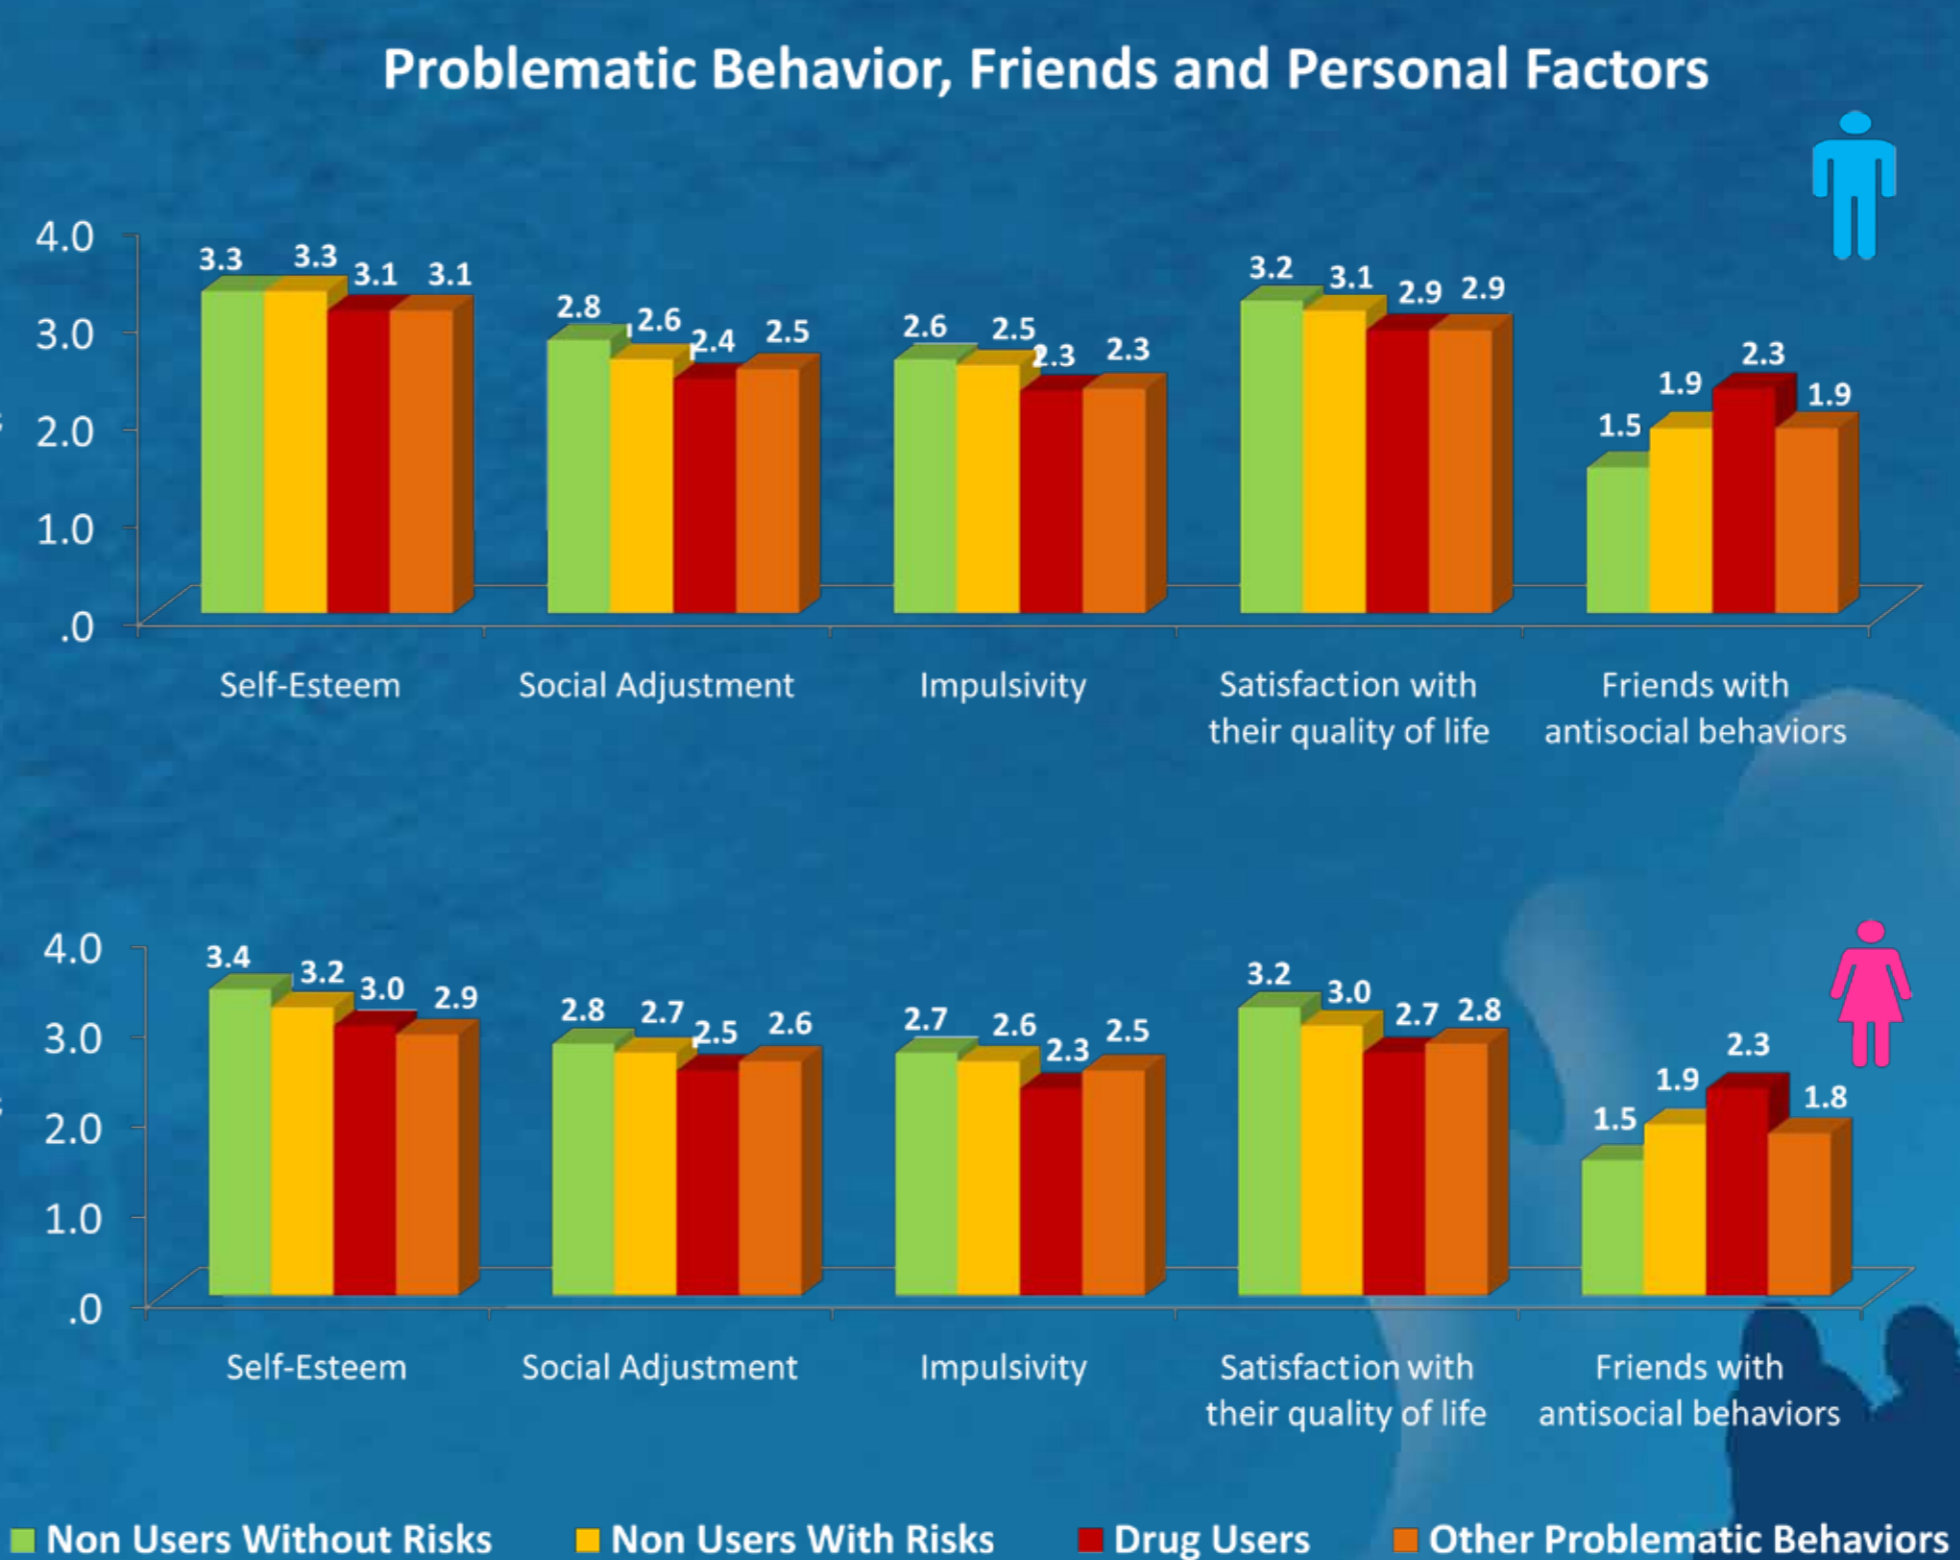 Problematic Behavior, Friends and Personal Factors
4.0
3.0
2.0
1.0
.0
3.3 3.3 3.1 3.1
2.8 2.6 2.4 2.5
2.6 2.5 2.3 2.3
3.2 3.1 2.9 2.9
1.5 1.9 2.3 1.9
Self-Esteem
Social Adjustment
Impulsivity
Satisfaction with
their quality of life
Friends with
antisocial behaviors
4.0
3.0
2.0
1.0
.0
3.4 3.2 3.0 2.9
2.8 2.7 2.5 2.6
2.7 2.6 2.3 2.5
3.2 3.0 2.7 2.8
1.5 1.9 2.3 1.8
Self-Esteem
Social Adjustment
Impulsivity
Satisfaction with
their quality of life
Friends with
antisocial behaviors
Non Users Without Risks
Non Users With Risks
Drug Users
Other Problematic Behaviors